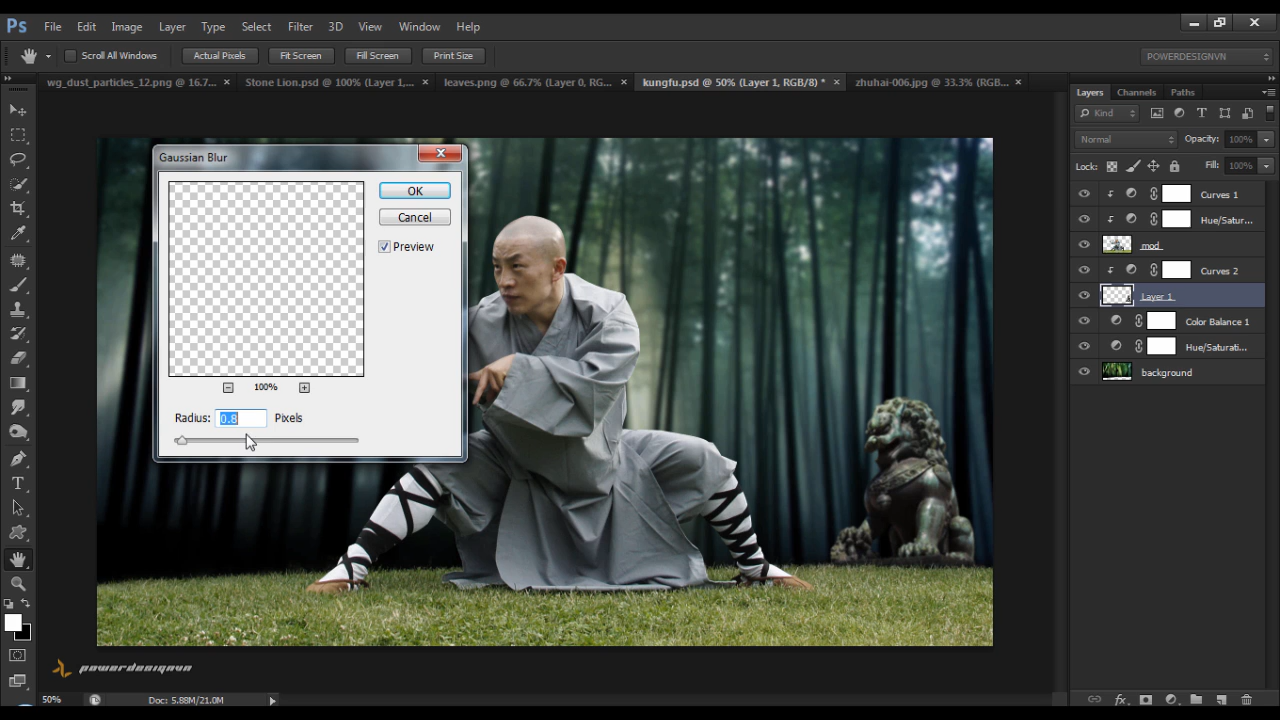 Ps File Edit Image Layer Type Select Filter 3D View Window Help
Scroll All Windows Actual Pixels Fit Screen Fill Screen Print Size POWERDESIGNVN
wg_dust_particles_12.png @ 16.7... × Stone Lion.psd @ 100% (Layer 1,... × leaves.png @ 66.7% (Layer 0, RG... × kungfu.psd @ 50% (Layer 1, RGB/8) * × zhuhai-006.jpg @ 33.3% (RGB... ×
Layers Channels Paths
Kind
Normal Opacity: 100%
Lock: Fill: 100%
Curves 1
Hue/Satur...
mod
Curves 2
Layer 1
Color Balance 1
Hue/Saturati...
background
Gaussian Blur
OK
Cancel
Preview
100%
Radius: 0.8 Pixels
powerdesignvn
50% Doc: 5.88M/21.0M